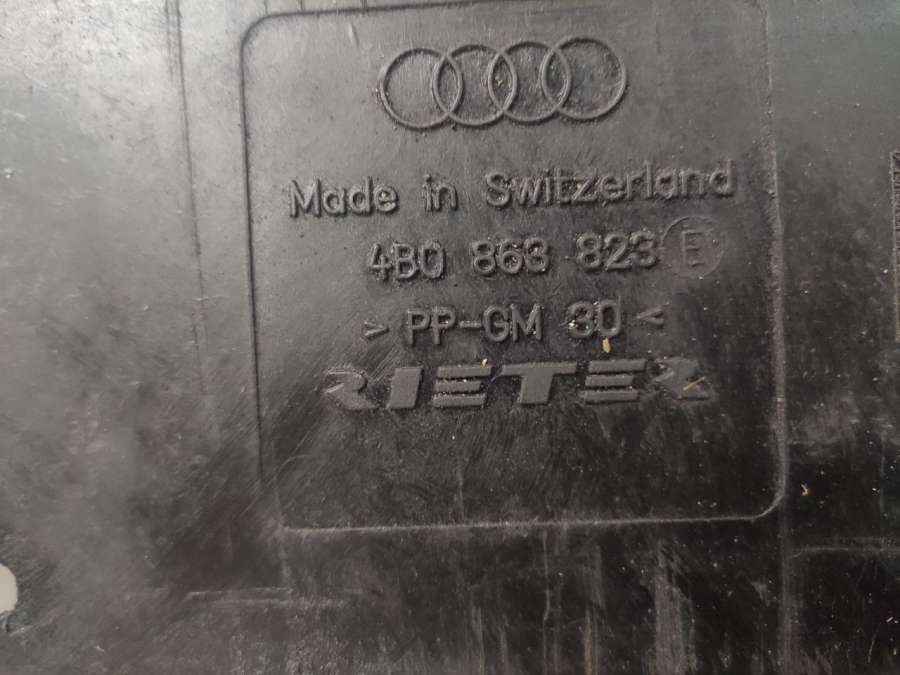 Made in Switzerland
4B0 863 823 E
> PP-GM 30 <
RIETER